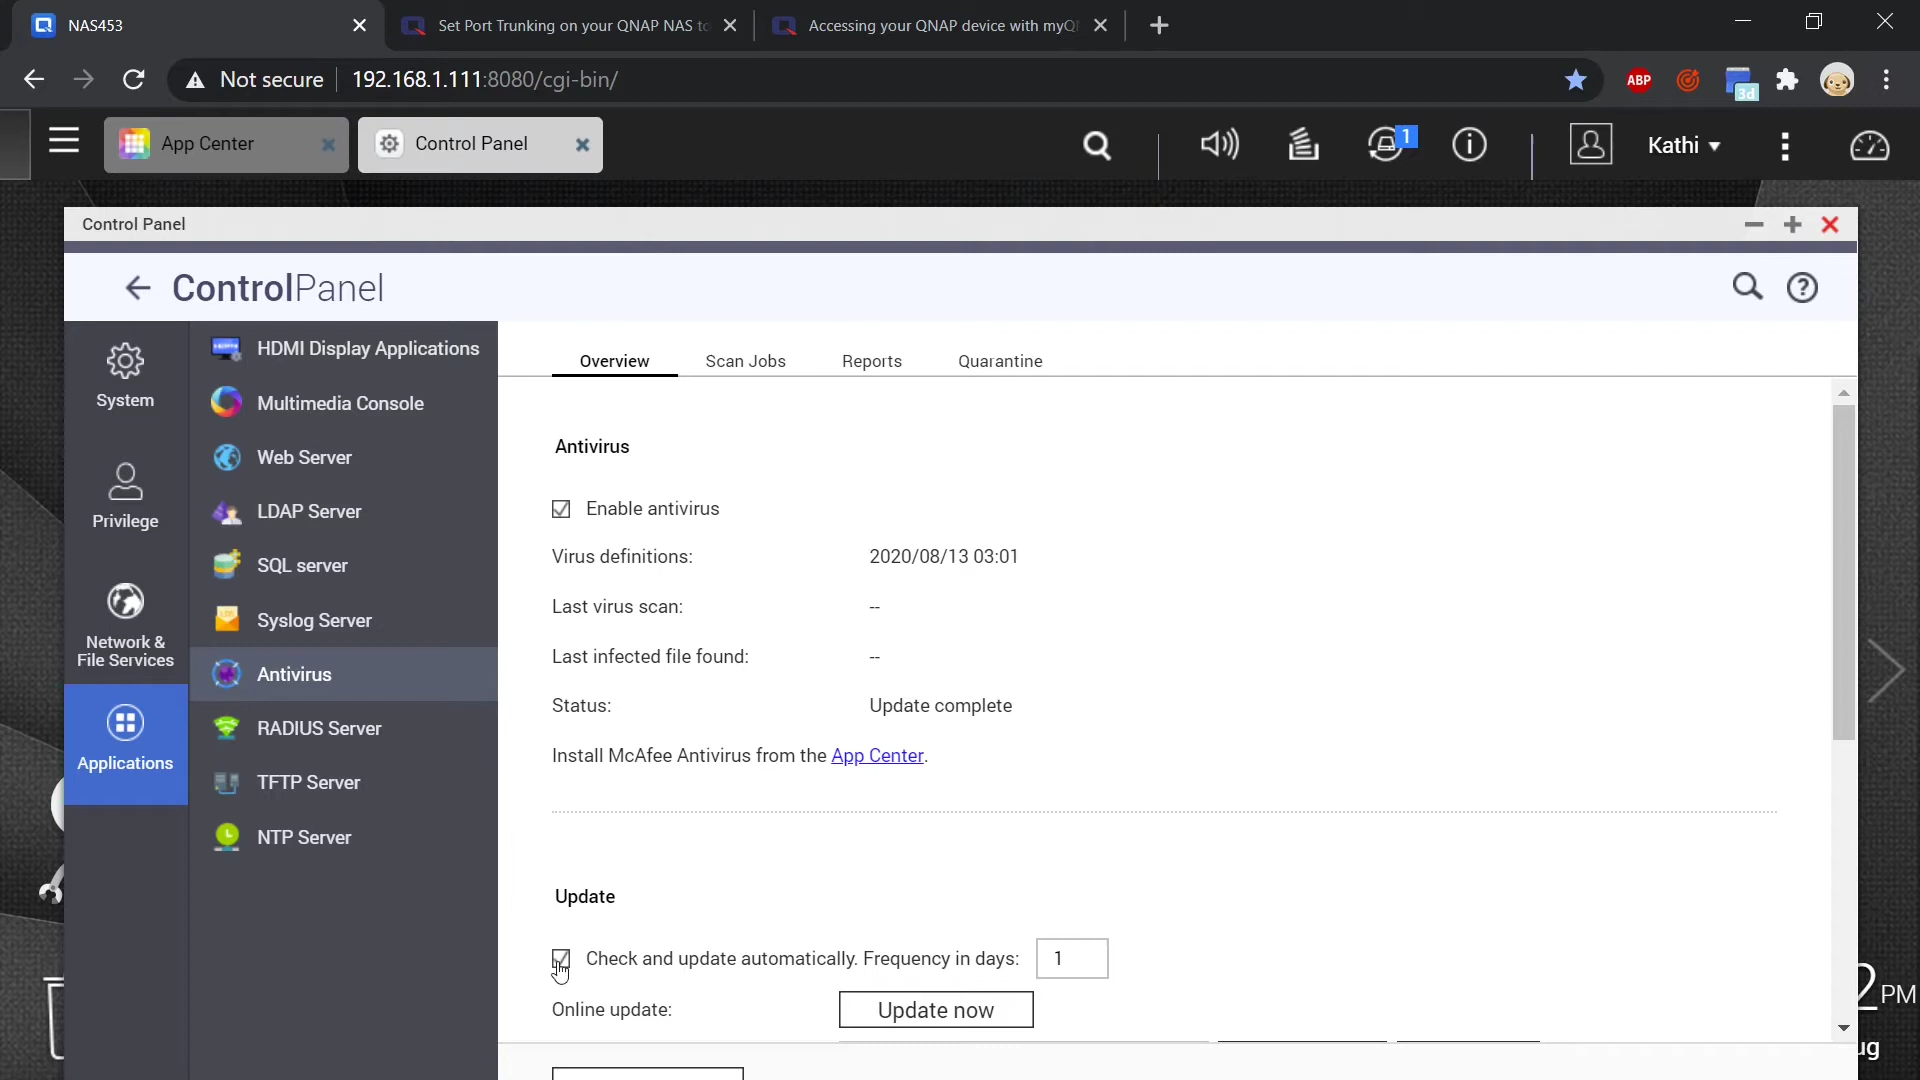 NAS453
Set Port Trunking on your QNAP NAS to
Accessing your QNAP device with myQ
Not secure
192.168.1.111:8080/cgi-bin/
ABP
3d
App Center
Control Panel
1
Kathi
Control Panel
ControlPanel
System
Privilege
Network &
File Services
Applications
HDMI Display Applications
Multimedia Console
Web Server
LDAP Server
SQL server
Syslog Server
Antivirus
RADIUS Server
TFTP Server
NTP Server
Overview
Scan Jobs
Reports
Quarantine
Antivirus
Enable antivirus
Virus definitions:
2020/08/13 03:01
Last virus scan:
--
Last infected file found:
--
Status:
Update complete
Install McAfee Antivirus from the App Center.
Update
Check and update automatically. Frequency in days: 1
Online update:
Update now
2 PM
ug